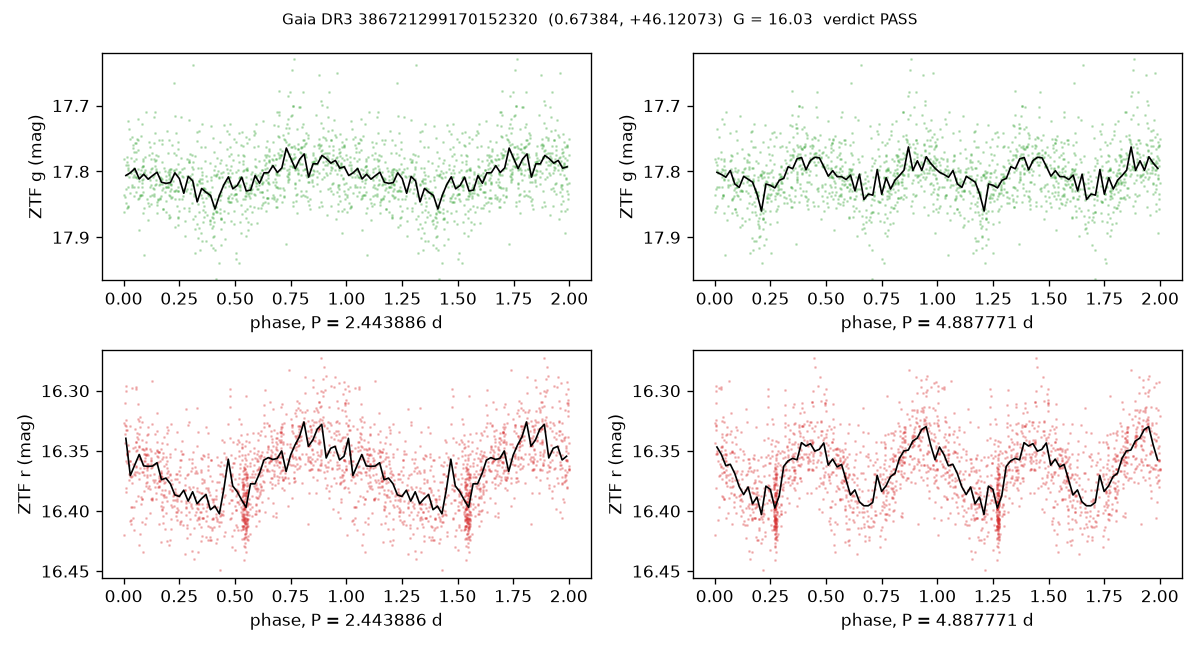 Gaia DR3 386721299170152320  (0.67384, +46.12073)  G = 16.03  verdict PASS
ZTF g (mag)
17.7
17.8
17.9
0.00 0.25 0.50 0.75 1.00 1.25 1.50 1.75 2.00
phase, P = 2.443886 d
ZTF g (mag)
17.7
17.8
17.9
0.00 0.25 0.50 0.75 1.00 1.25 1.50 1.75 2.00
phase, P = 4.887771 d
ZTF r (mag)
16.30
16.35
16.40
16.45
0.00 0.25 0.50 0.75 1.00 1.25 1.50 1.75 2.00
phase, P = 2.443886 d
ZTF r (mag)
16.30
16.35
16.40
16.45
0.00 0.25 0.50 0.75 1.00 1.25 1.50 1.75 2.00
phase, P = 4.887771 d